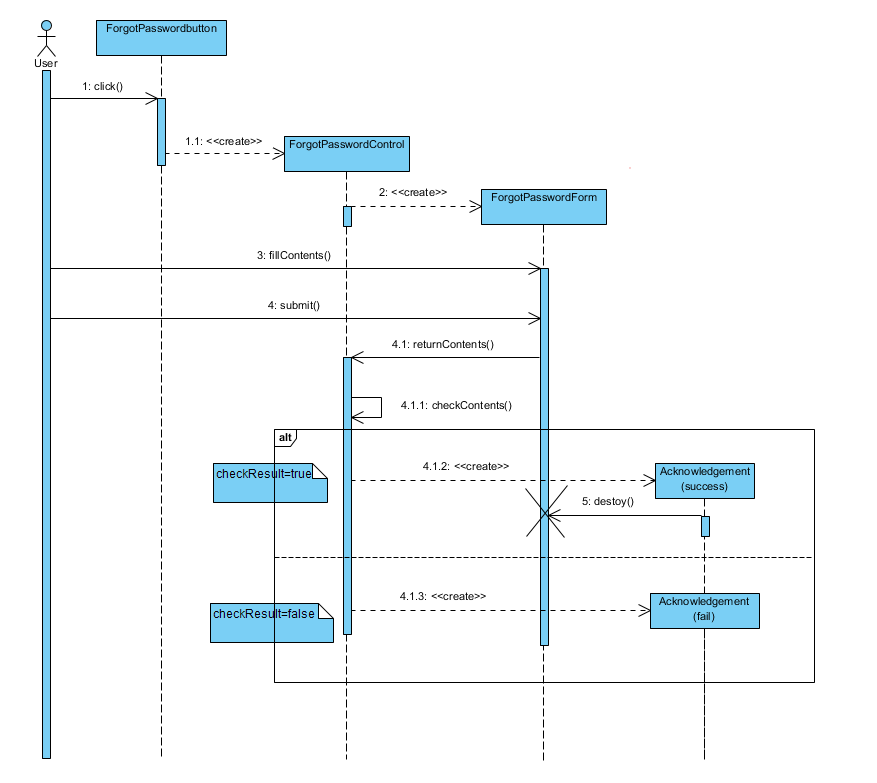 ForgotPasswordbutton
User
1: click()
1.1: <<create>>
ForgotPasswordControl
2: <<create>>
ForgotPasswordForm
3: fillContents()
4: submit()
4.1: returnContents()
4.1.1: checkContents()
alt
checkResult=true
4.1.2: <<create>>
Acknowledgement
(success)
5: destoy()
checkResult=false
4.1.3: <<create>>
Acknowledgement
(fail)